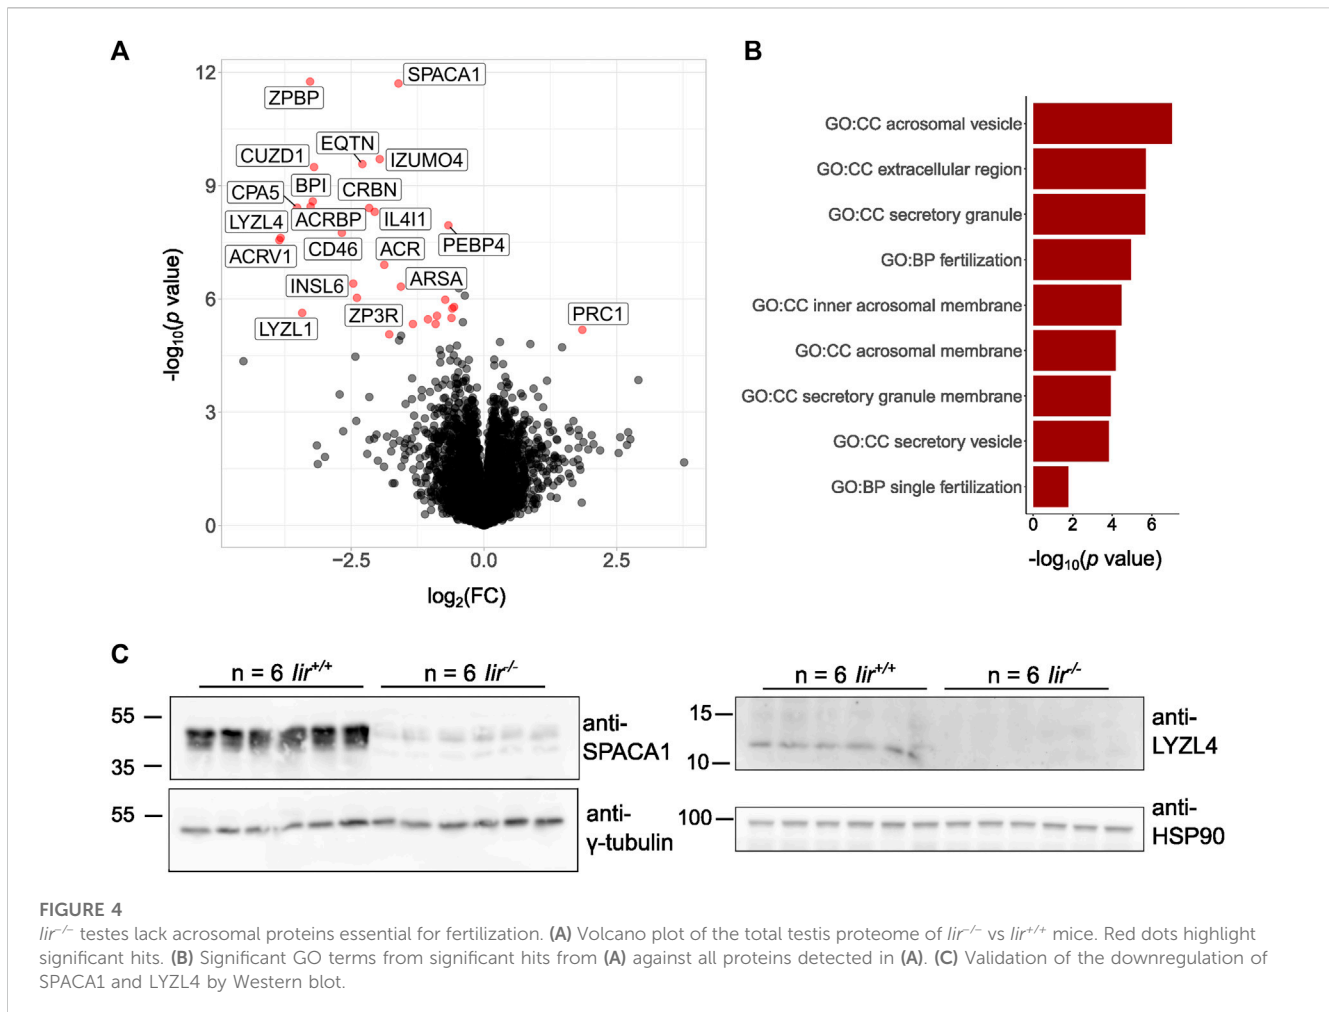 A
-log10(p value)
12
9
6
3
0
SPACA1
ZPBP
EQTN
CUZD1
IZUMO4
BPI
CRBN
CPA5
LYZL4
ACRBP
IL4I1
ACRV1
CD46
ACR
PEBP4
INSL6
ARSA
ZP3R
LYZL1
PRC1
−2.5
0.0
2.5
log2(FC)
B
GO:CC acrosomal vesicle
GO:CC extracellular region
GO:CC secretory granule
GO:BP fertilization
GO:CC inner acrosomal membrane
GO:CC acrosomal membrane
GO:CC secretory granule membrane
GO:CC secretory vesicle
GO:BP single fertilization
0 2 4 6
-log10(p value)
C
n = 6 lir+/+ n = 6 lir-/-
55
35
anti-
SPACA1
55
anti-
γ-tubulin
n = 6 lir+/+ n = 6 lir-/-
15
10
anti-
LYZL4
100
anti-
HSP90
FIGURE 4
lir−/− testes lack acrosomal proteins essential for fertilization. (A) Volcano plot of the total testis proteome of lir−/− vs lir+/+ mice. Red dots highlight
significant hits. (B) Significant GO terms from significant hits from (A) against all proteins detected in (A). (C) Validation of the downregulation of
SPACA1 and LYZL4 by Western blot.